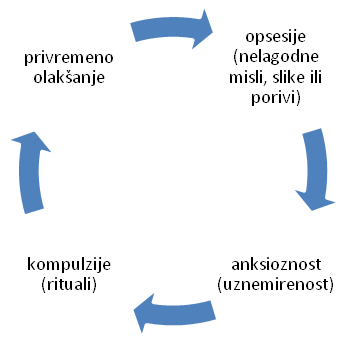 privremeno
olakšanje
opsesije
(nelagodne
misli, slike ili
porivi)
kompulzije
(rituali)
anksioznost
(uznemirenost)